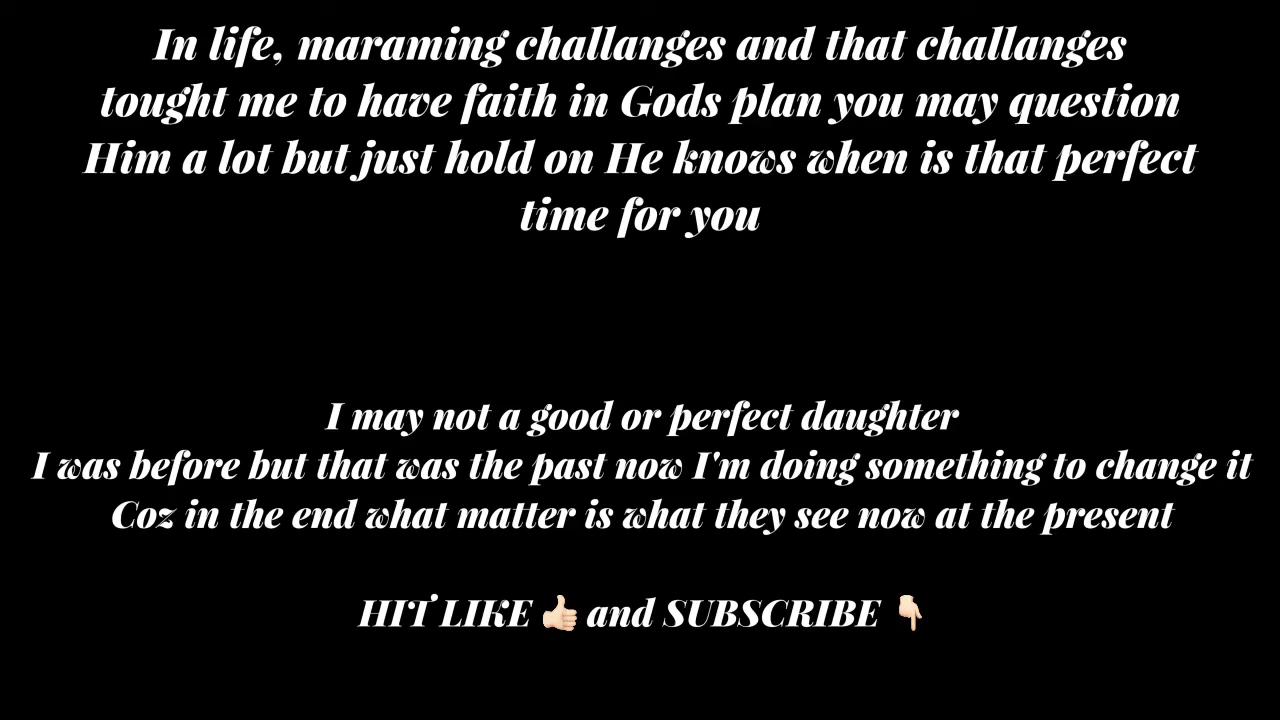 In life, maraming challanges and that challanges
tought me to have faith in Gods plan you may question
Him a lot but just hold on He knows when is that perfect
time for you
I may not a good or perfect daughter
I was before but that was the past now I'm doing something to change it
Coz in the end what matter is what they see now at the present
HIT LIKE 👍🏻 and SUBSCRIBE 👇🏻